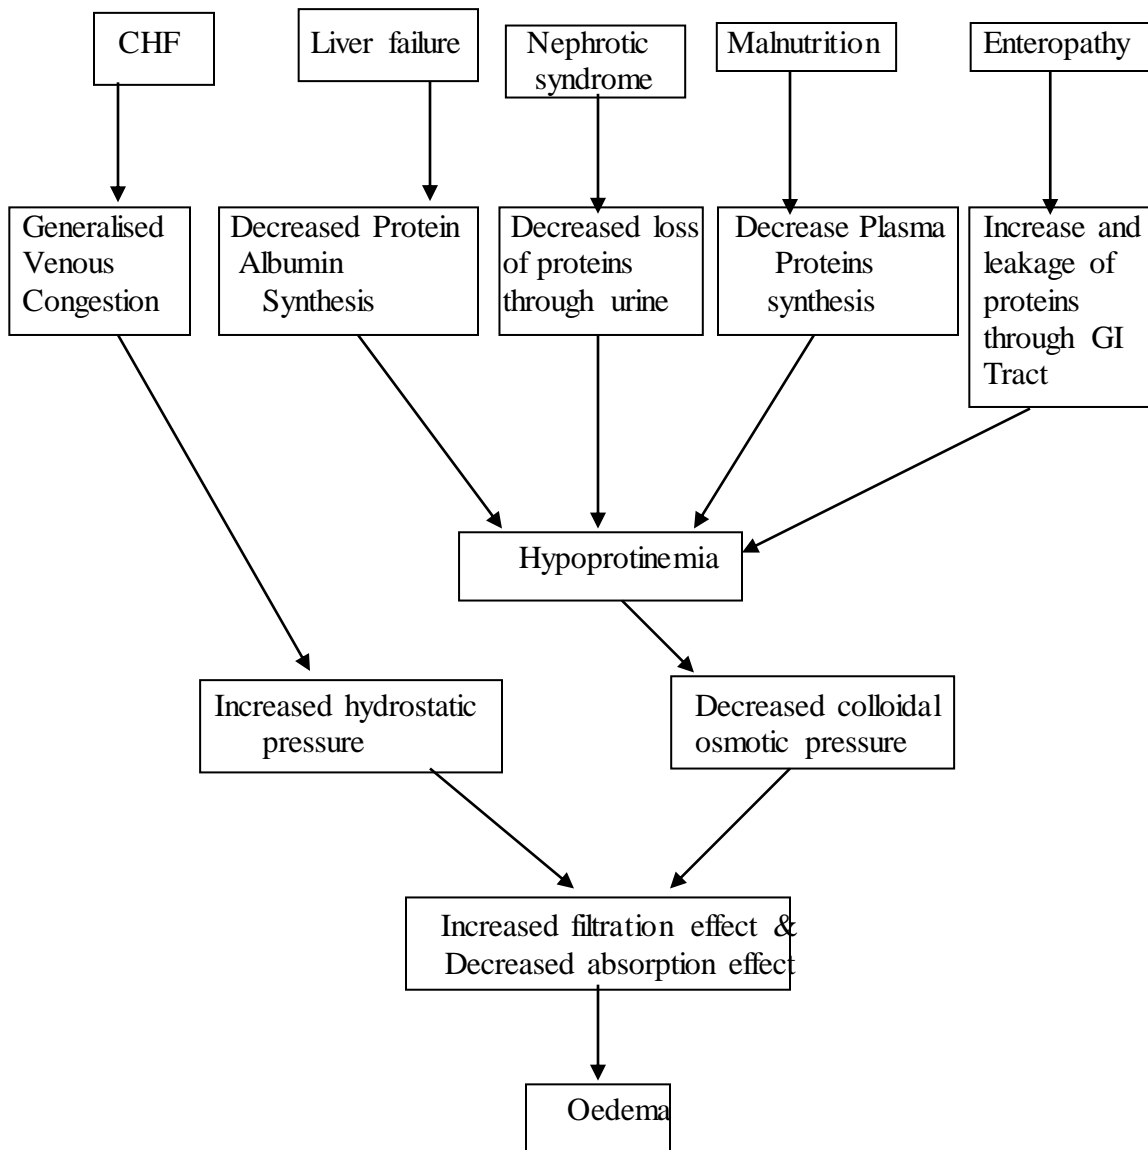 CHF
Liver failure
Nephrotic
syndrome
Malnutrition
Enteropathy
Generalised
Venous
Congestion
Decreased Protein
Albumin
Synthesis
Decreased loss
of proteins
through urine
Decrease Plasma
Proteins
synthesis
Increase and
leakage of
proteins
through GI
Tract
Hypoprotinemia
Increased hydrostatic
pressure
Decreased colloidal
osmotic pressure
Increased filtration effect &
Decreased absorption effect
Oedema